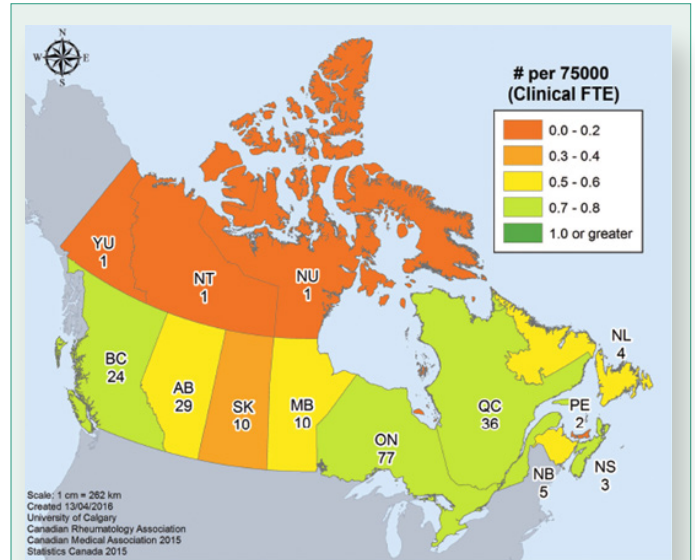 N
W E
S
# per 75000
(Clinical FTE)
0.0 - 0.2
0.3 - 0.4
0.5 - 0.6
0.7 - 0.8
1.0 or greater
YU
1
NT
1
NU
1
BC
24
AB
29
SK
10
MB
10
ON
77
QC
36
NL
4
PE
2
NB
5
NS
3
Scale: 1 cm = 262 km
Created 13/04/2016
University of Calgary
Canadian Rheumatology Association
Canadian Medical Association 2015
Statistics Canada 2015